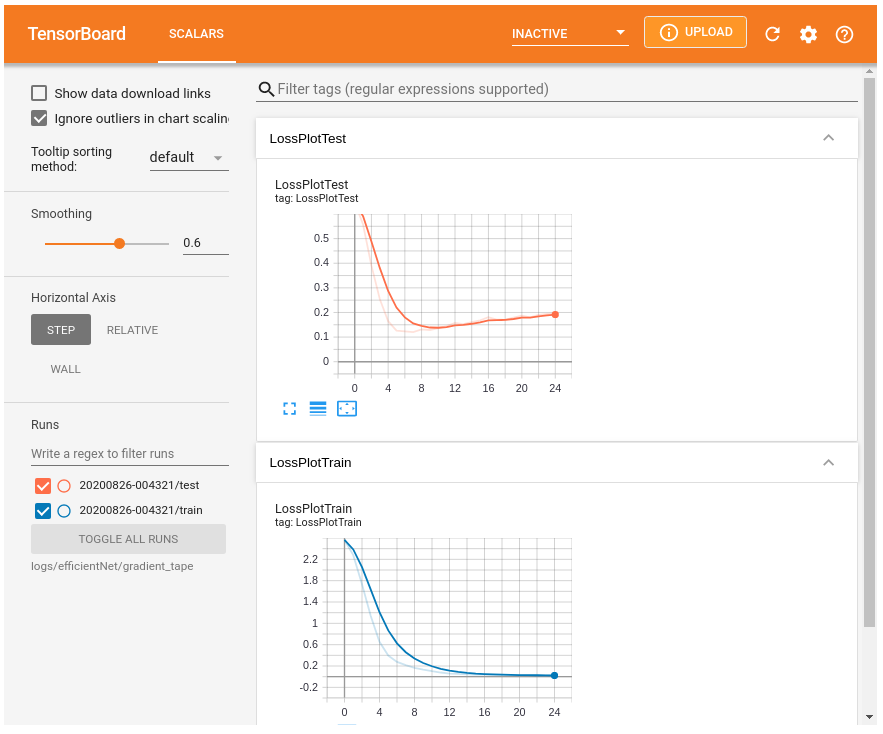 TensorBoard
SCALARS
INACTIVE
UPLOAD
Show data download links
Ignore outliers in chart scalin
Tooltip sorting
method:
default
Smoothing
0.6
Horizontal Axis
STEP
RELATIVE
WALL
Runs
Write a regex to filter runs
20200826-004321/test
20200826-004321/train
TOGGLE ALL RUNS
logs/efficientNet/gradient_tape
Filter tags (regular expressions supported)
LossPlotTest
LossPlotTest
tag: LossPlotTest
0.5
0.4
0.3
0.2
0.1
0
0 4 8 12 16 20 24
LossPlotTrain
LossPlotTrain
tag: LossPlotTrain
2.2
1.8
1.4
1
0.6
0.2
-0.2
0 4 8 12 16 20 24